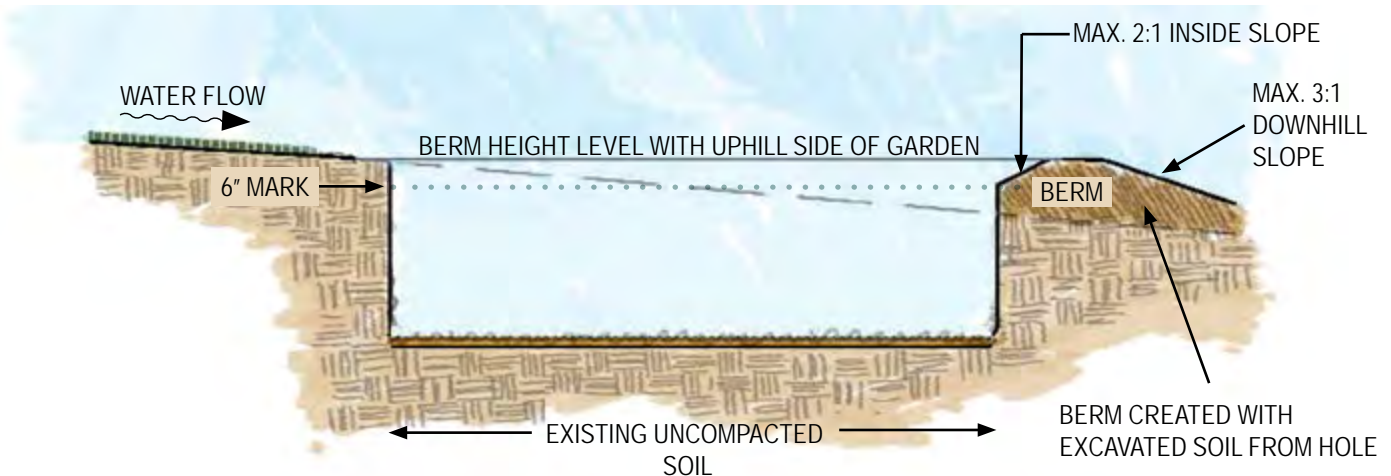 MAX. 2:1 INSIDE SLOPE
WATER FLOW
MAX. 3:1
DOWNHILL
SLOPE
BERM HEIGHT LEVEL WITH UPHILL SIDE OF GARDEN
6" MARK
BERM
BERM CREATED WITH
EXCAVATED SOIL FROM HOLE
EXISTING UNCOMPACTED
SOIL